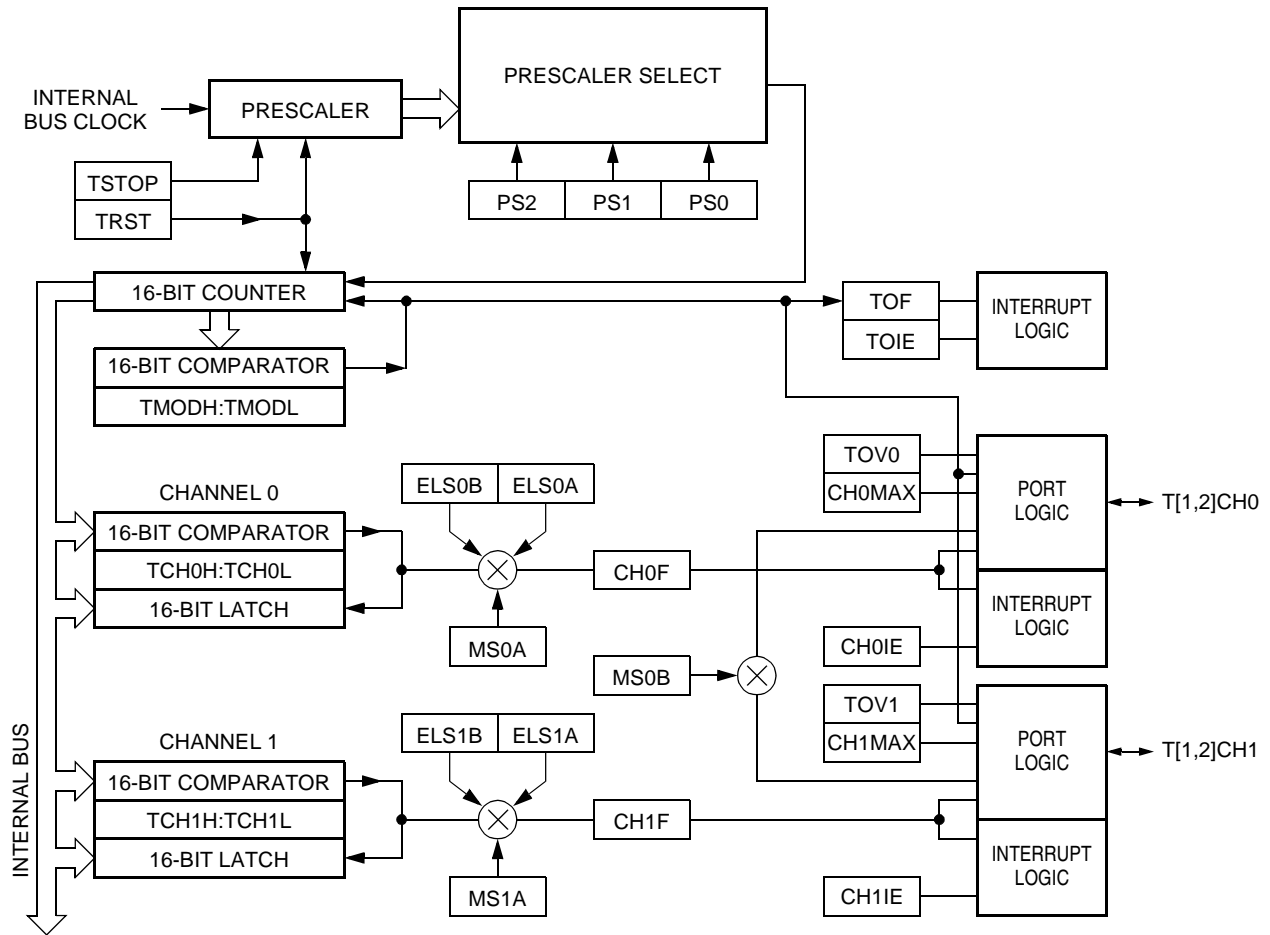 PRESCALER SELECT
INTERNAL
BUS CLOCK
PRESCALER
TSTOP
TRST
PS2 PS1 PS0
16-BIT COUNTER
16-BIT COMPARATOR
TMODH:TMODL
TOF
TOIE
INTERRUPT
LOGIC
CHANNEL 0
16-BIT COMPARATOR
TCH0H:TCH0L
16-BIT LATCH
ELS0B ELS0A
MS0A
CH0F
TOV0
CH0MAX
PORT
LOGIC
T[1,2]CH0
INTERRUPT
LOGIC
CH0IE
MS0B
CHANNEL 1
16-BIT COMPARATOR
TCH1H:TCH1L
16-BIT LATCH
ELS1B ELS1A
MS1A
CH1F
TOV1
CH1MAX
PORT
LOGIC
T[1,2]CH1
INTERRUPT
LOGIC
CH1IE
INTERNAL BUS